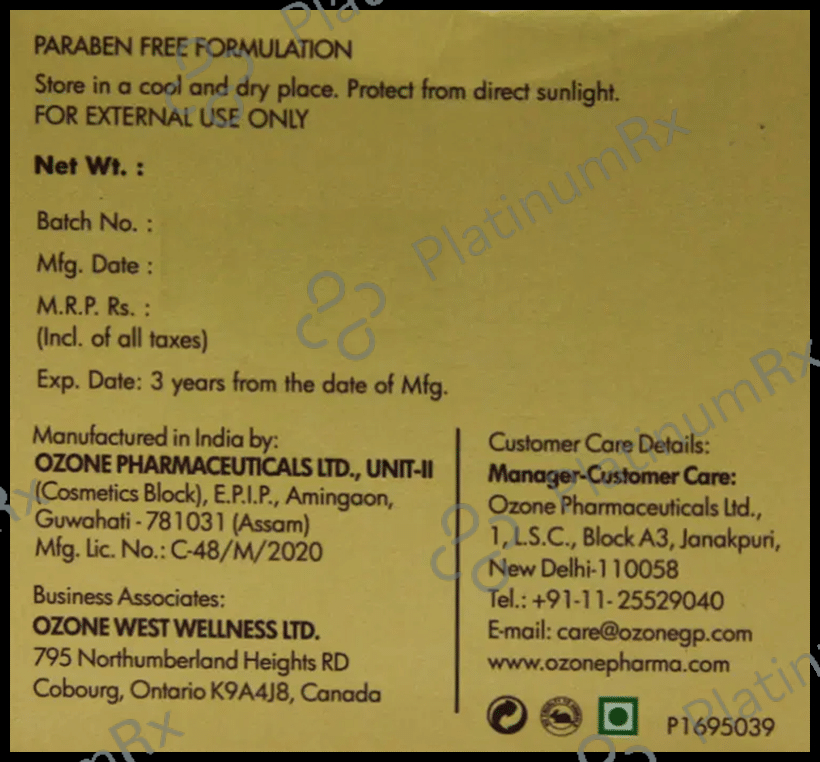 PARABEN FREE FORMULATION
Store in a cool and dry place. Protect from direct sunlight.
FOR EXTERNAL USE ONLY
Net Wt. :
Batch No. :
Mfg. Date :
M.R.P. Rs. :
(Incl. of all taxes)
Exp. Date: 3 years from the date of Mfg.
Manufactured in India by:
OZONE PHARMACEUTICALS LTD., UNIT-II
(Cosmetics Block), E.P.I.P., Amingaon,
Guwahati - 781031 (Assam)
Mfg. Lic. No.: C-48/M/2020
Business Associates:
OZONE WEST WELLNESS LTD.
795 Northumberland Heights RD
Cobourg, Ontario K9A4J8, Canada
Customer Care Details:
Manager-Customer Care:
Ozone Pharmaceuticals Ltd.,
1, L.S.C., Block A3, Janakpuri,
New Delhi-110058
Tel.: +91-11- 25529040
E-mail: care@ozonegp.com
www.ozonepharma.com
P1695039
PlatinumRx
PlatinumRx